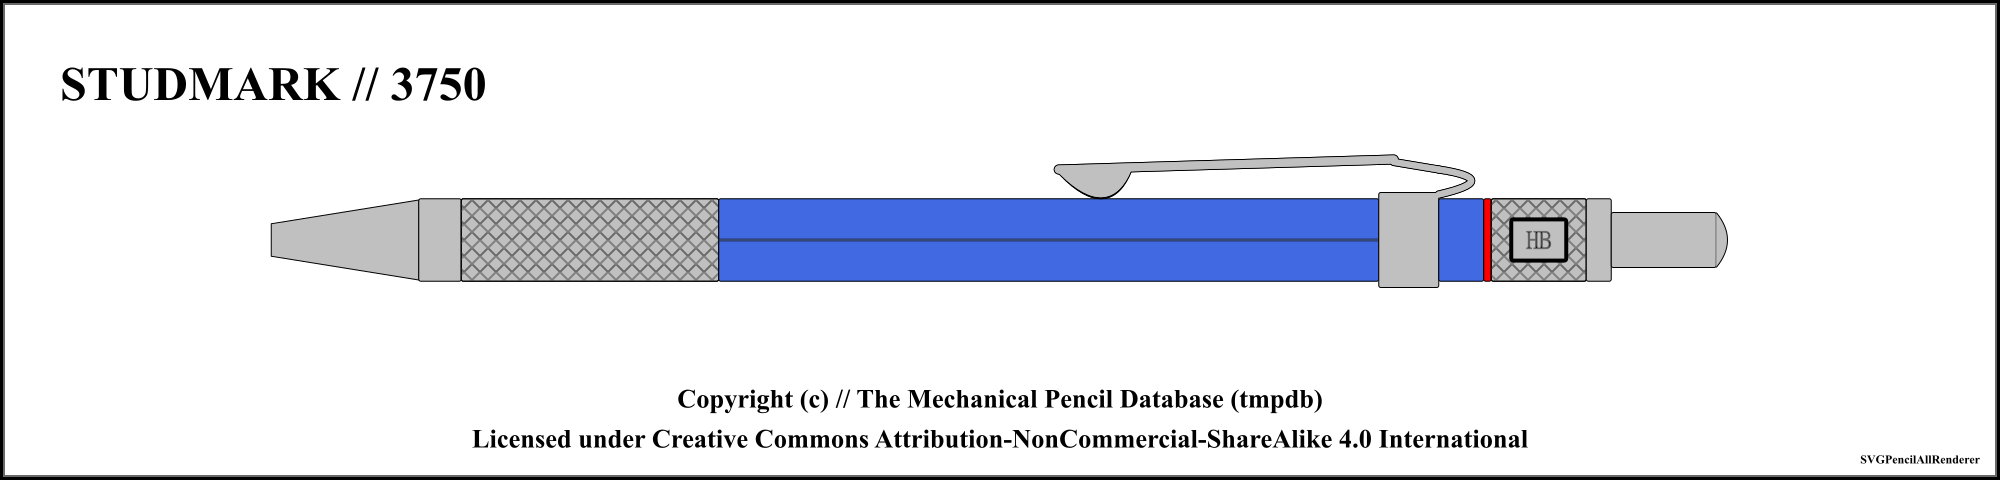 STUDMARK // 3750
HB
Copyright (c) // The Mechanical Pencil Database (tmpdb)
Licensed under Creative Commons Attribution-NonCommercial-ShareAlike 4.0 International
SVGPencilAllRenderer